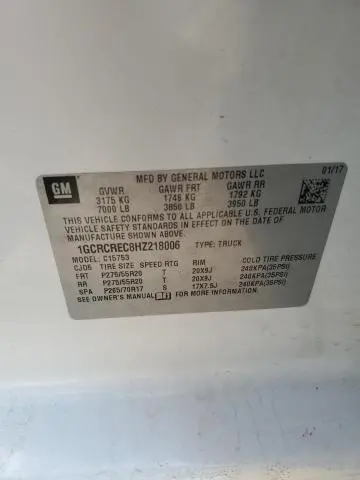 GM
MFD BY GENERAL MOTORS LLC
01/17
GVWR GAWR FRT GAWR RR
3175 KG 1746 KG 1792 KG
7000 LB 3850 LB 3950 LB
THIS VEHICLE CONFORMS TO ALL APPLICABLE U.S. FEDERAL MOTOR
VEHICLE SAFETY STANDARDS IN EFFECT ON THE DATE OF
MANUFACTURE SHOWN ABOVE.
1GCRCREC8HZ218006 TYPE: TRUCK
MODEL: C15753
CJD5 TIRE SIZE SPEED RTG RIM COLD TIRE PRESSURE
FRT P275/55R20 T 20X9J 240KPA(35PSI)
RR P275/55R20 T 20X9J 240KPA(35PSI)
SPA P265/70R17 S 17X7.5J 240KPA(35PSI)
SEE OWNER'S MANUAL